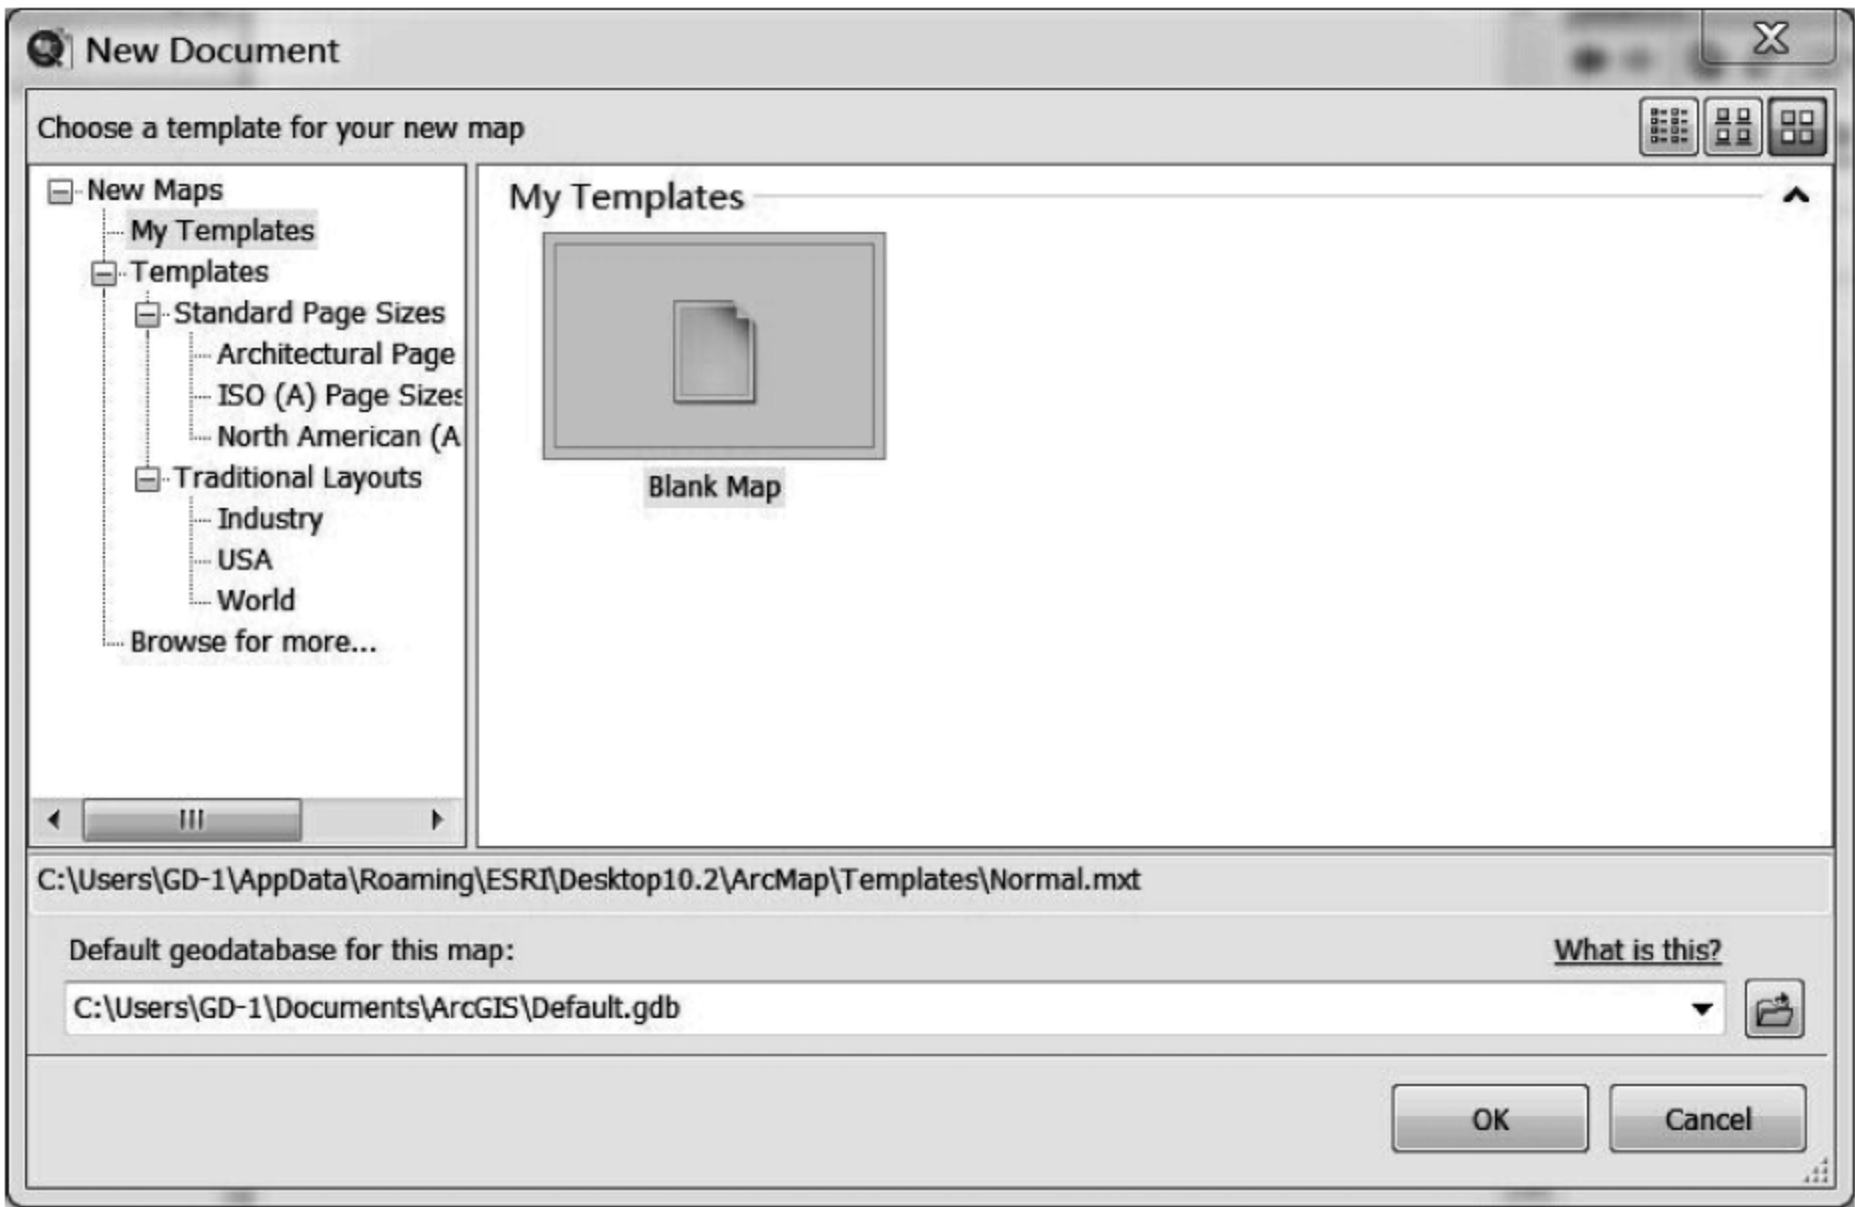 New Document
Choose a template for your new map
New Maps
My Templates
Templates
Standard Page Sizes
Architectural Page
ISO (A) Page Sizes
North American (A
Traditional Layouts
Industry
USA
World
Browse for more...
My Templates
Blank Map
C:\Users\GD-1\AppData\Roaming\ESRI\Desktop10.2\ArcMap\Templates\Normal.mxt
Default geodatabase for this map:
What is this?
C:\Users\GD-1\Documents\ArcGIS\Default.gdb
OK
Cancel